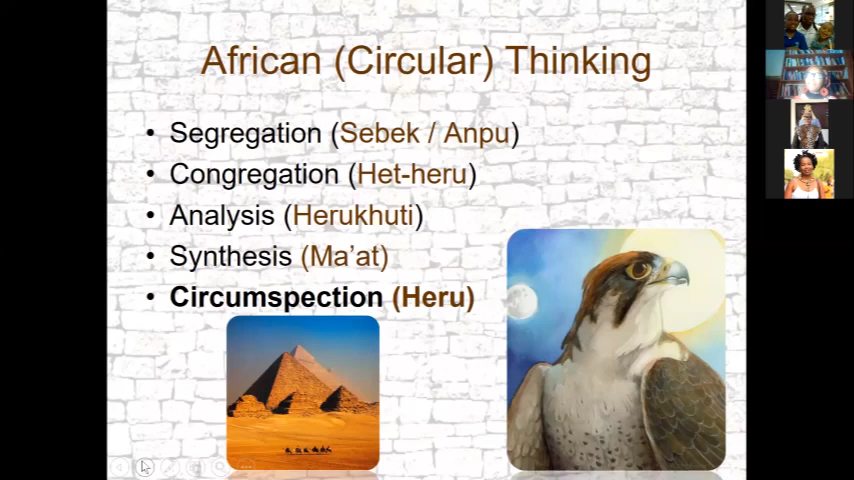 African (Circular) Thinking
• Segregation (Sebek / Anpu)
• Congregation (Het-heru)
• Analysis (Herukhuti)
• Synthesis (Ma'at)
• Circumspection (Heru)